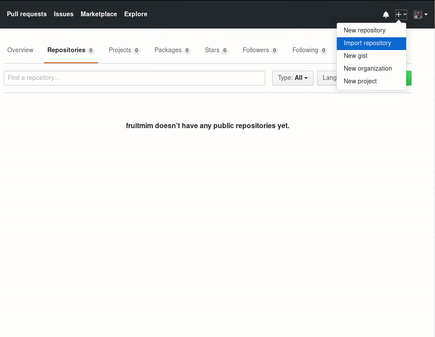 Pull requests Issues Marketplace Explore
New repository
Import repository
New gist
New organization
New project
Overview Repositories 0 Projects 0 Packages 0 Stars 0 Followers 0 Following 0
Find a repository… Type: All Lang
fruitmim doesn't have any public repositories yet.